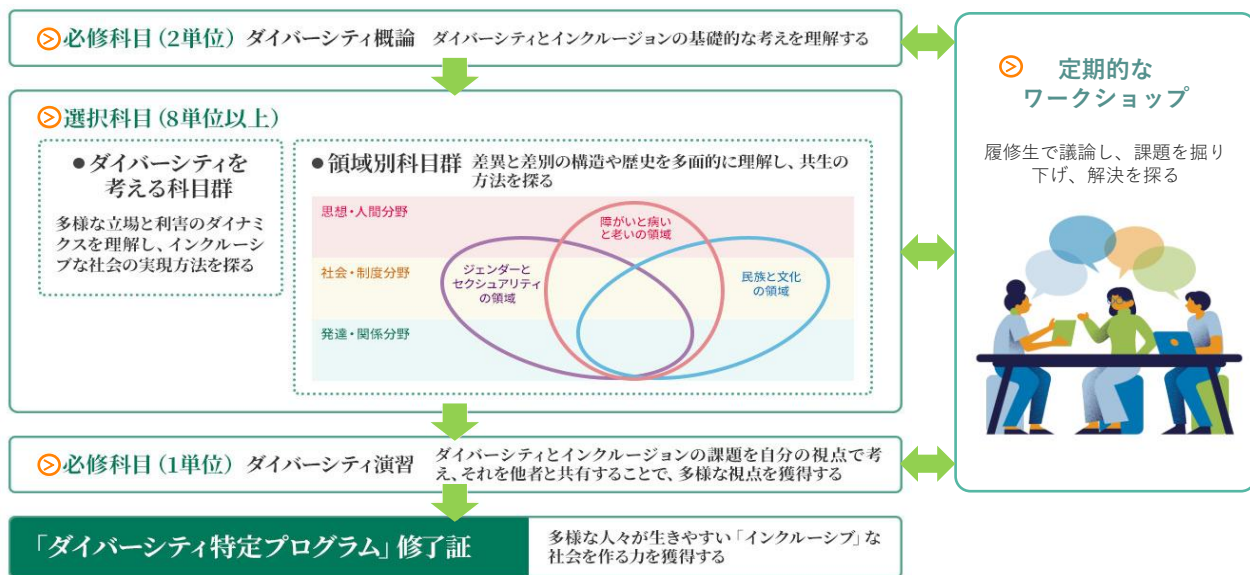 必修科目(2単位) ダイバーシティ概論 ダイバーシティとインクルージョンの基礎的な考えを理解する
選択科目(8単位以上)
●ダイバーシティを
考える科目群
多様な立場と利害のダイナミ
クスを理解し、インクルーシ
ブな社会の実現方法を探る
●領域別科目群 差異と差別の構造や歴史を多面的に理解し、共生の
方法を探る
思想・人間分野
社会・制度分野
発達・関係分野
ジェンダーと
セクシュアリティ
の領域
障がいと病い
と老いの領域
民族と文化
の領域
必修科目(1単位) ダイバーシティ演習 ダイバーシティとインクルージョンの課題を自分の視点で考
え、それを他者と共有することで、多様な視点を獲得する
「ダイバーシティ特定プログラム」修了証 多様な人々が生きやすい「インクルーシブ」な
社会を作る力を獲得する
定期的な
ワークショップ
履修生で議論し、課題を掘り
下げ、解決を探る